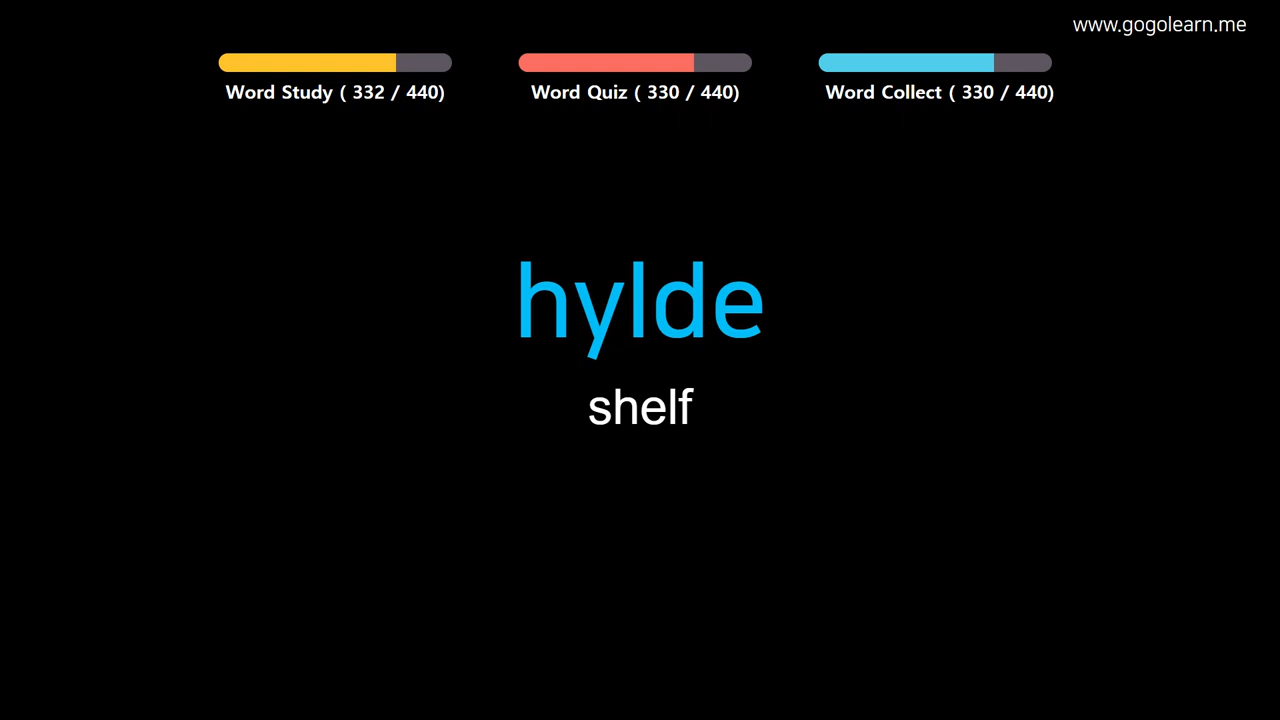 www.gogolearn.me
Word Study ( 332 / 440)
Word Quiz ( 330 / 440)
Word Collect ( 330 / 440)
hylde
shelf